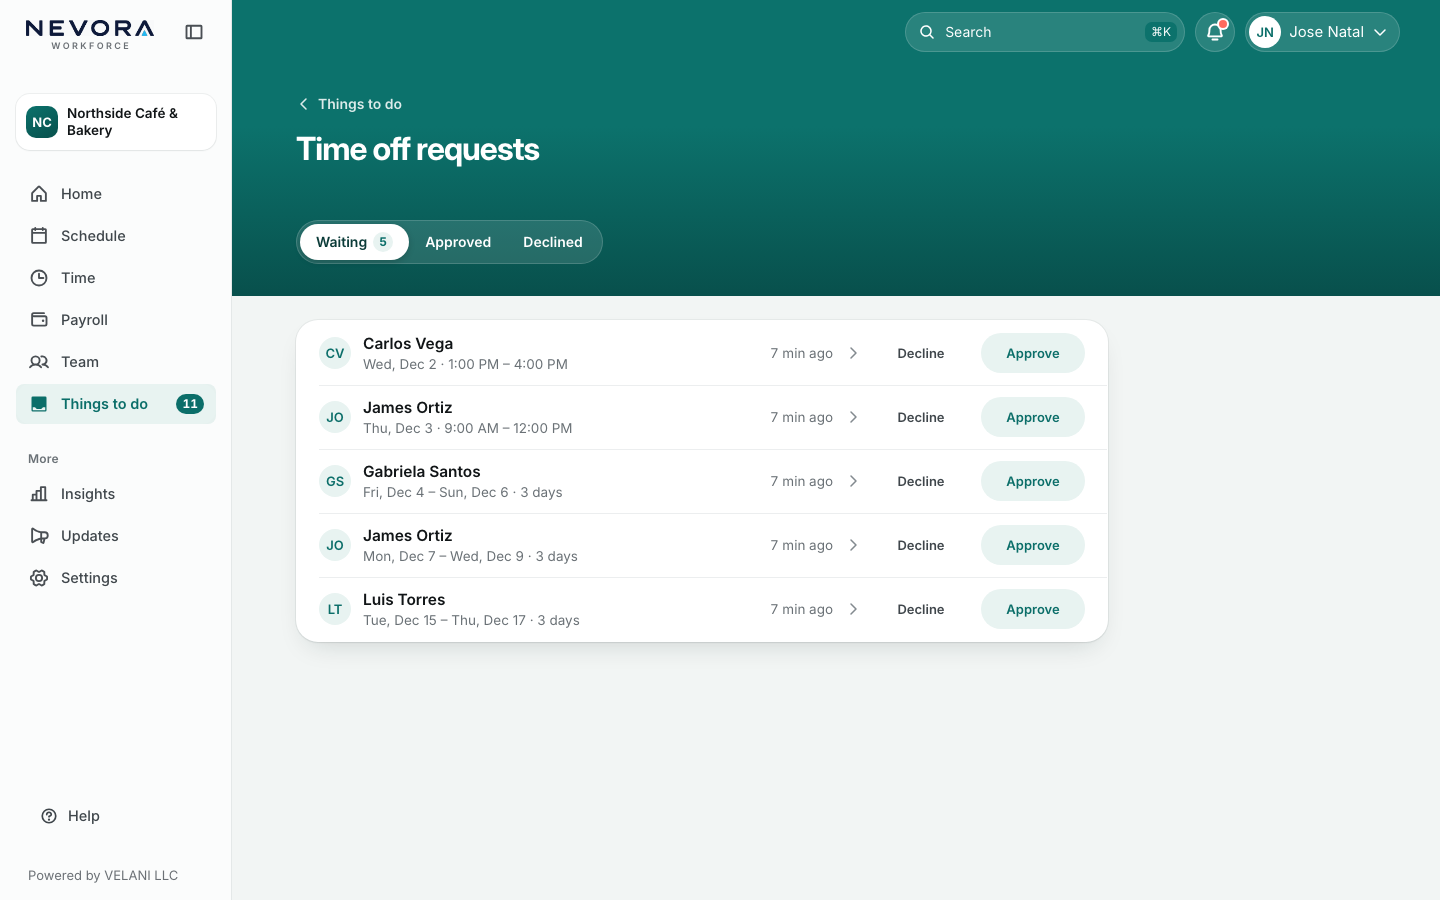 NEVORA
WORKFORCE
Search
⌘K
JN
Jose Natal
NC
Northside Café &
Bakery
Home
Schedule
Time
Payroll
Team
Things to do
11
More
Insights
Updates
Settings
Help
Powered by VELANI LLC
Things to do
Time off requests
Waiting 5
Approved
Declined
CV
Carlos Vega
Wed, Dec 2 · 1:00 PM – 4:00 PM
7 min ago
Decline
Approve
JO
James Ortiz
Thu, Dec 3 · 9:00 AM – 12:00 PM
7 min ago
Decline
Approve
GS
Gabriela Santos
Fri, Dec 4 – Sun, Dec 6 · 3 days
7 min ago
Decline
Approve
JO
James Ortiz
Mon, Dec 7 – Wed, Dec 9 · 3 days
7 min ago
Decline
Approve
LT
Luis Torres
Tue, Dec 15 – Thu, Dec 17 · 3 days
7 min ago
Decline
Approve